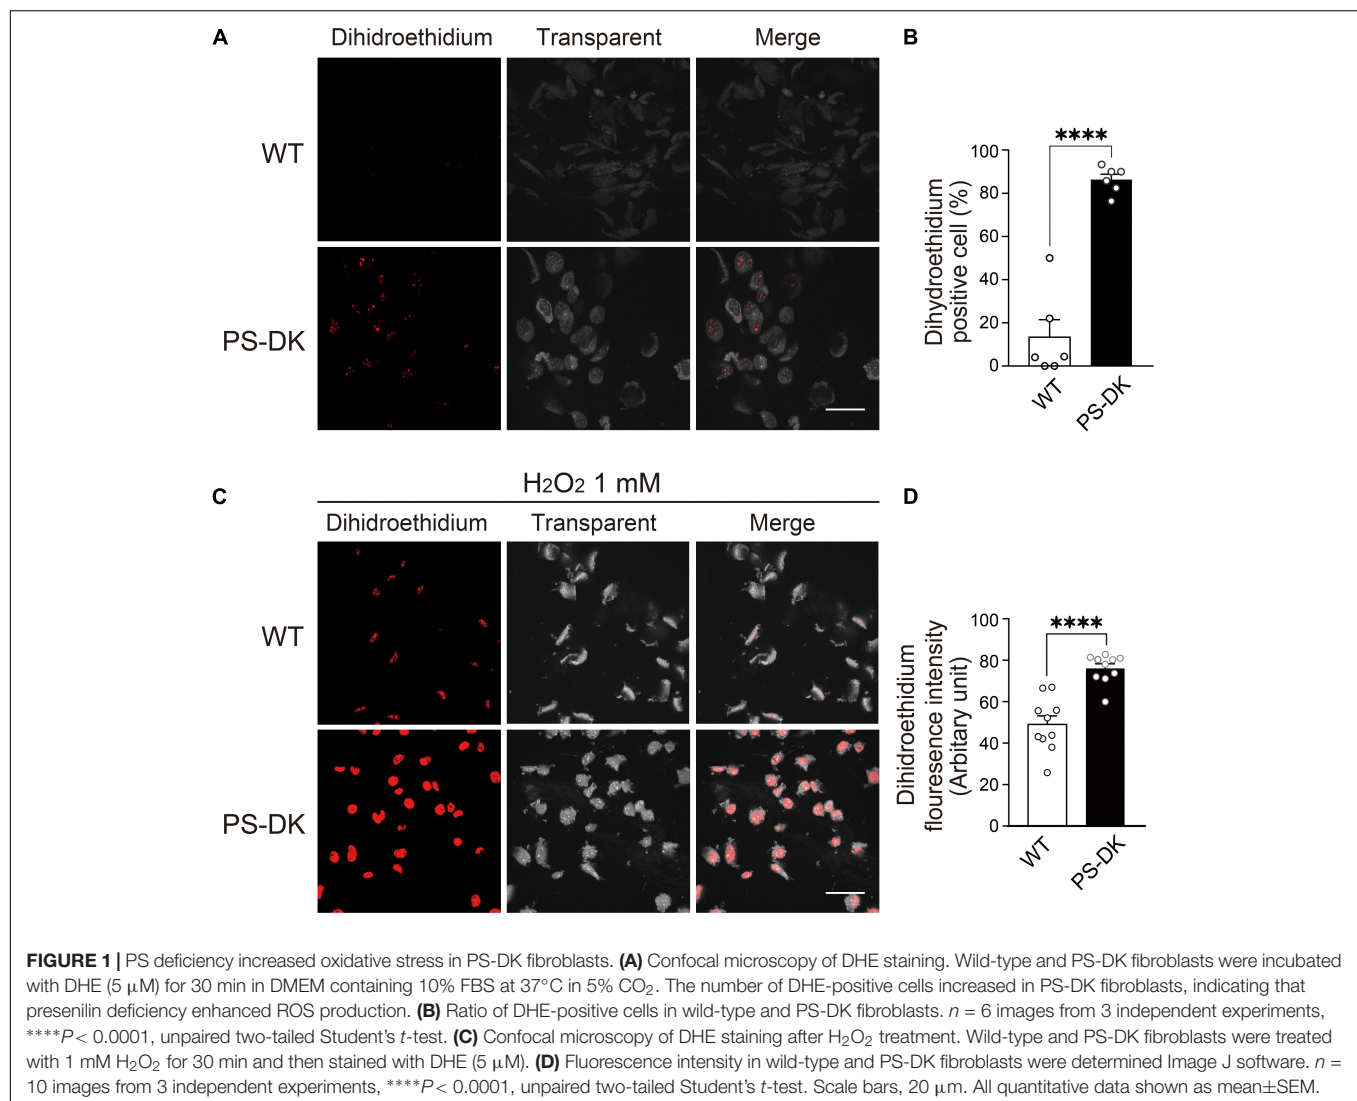 A
Dihidroethidium
Transparent
Merge
WT
PS-DK
B
****
Dihydroethidium
positive cell (%)
100
80
60
40
20
0
WT
PS-DK
C
H2O2 1 mM
Dihidroethidium
Transparent
Merge
WT
PS-DK
D
****
Dihidroethidium
flouresence intensity
(Arbitary unit)
100
80
60
40
20
0
WT
PS-DK
FIGURE 1 | PS deficiency increased oxidative stress in PS-DK fibroblasts. (A) Confocal microscopy of DHE staining. Wild-type and PS-DK fibroblasts were incubated
with DHE (5 μM) for 30 min in DMEM containing 10% FBS at 37°C in 5% CO2. The number of DHE-positive cells increased in PS-DK fibroblasts, indicating that
presenilin deficiency enhanced ROS production. (B) Ratio of DHE-positive cells in wild-type and PS-DK fibroblasts. n = 6 images from 3 independent experiments,
****P < 0.0001, unpaired two-tailed Student's t-test. (C) Confocal microscopy of DHE staining after H2O2 treatment. Wild-type and PS-DK fibroblasts were treated
with 1 mM H2O2 for 30 min and then stained with DHE (5 μM). (D) Fluorescence intensity in wild-type and PS-DK fibroblasts were determined Image J software. n =
10 images from 3 independent experiments, ****P < 0.0001, unpaired two-tailed Student's t-test. Scale bars, 20 μm. All quantitative data shown as mean±SEM.